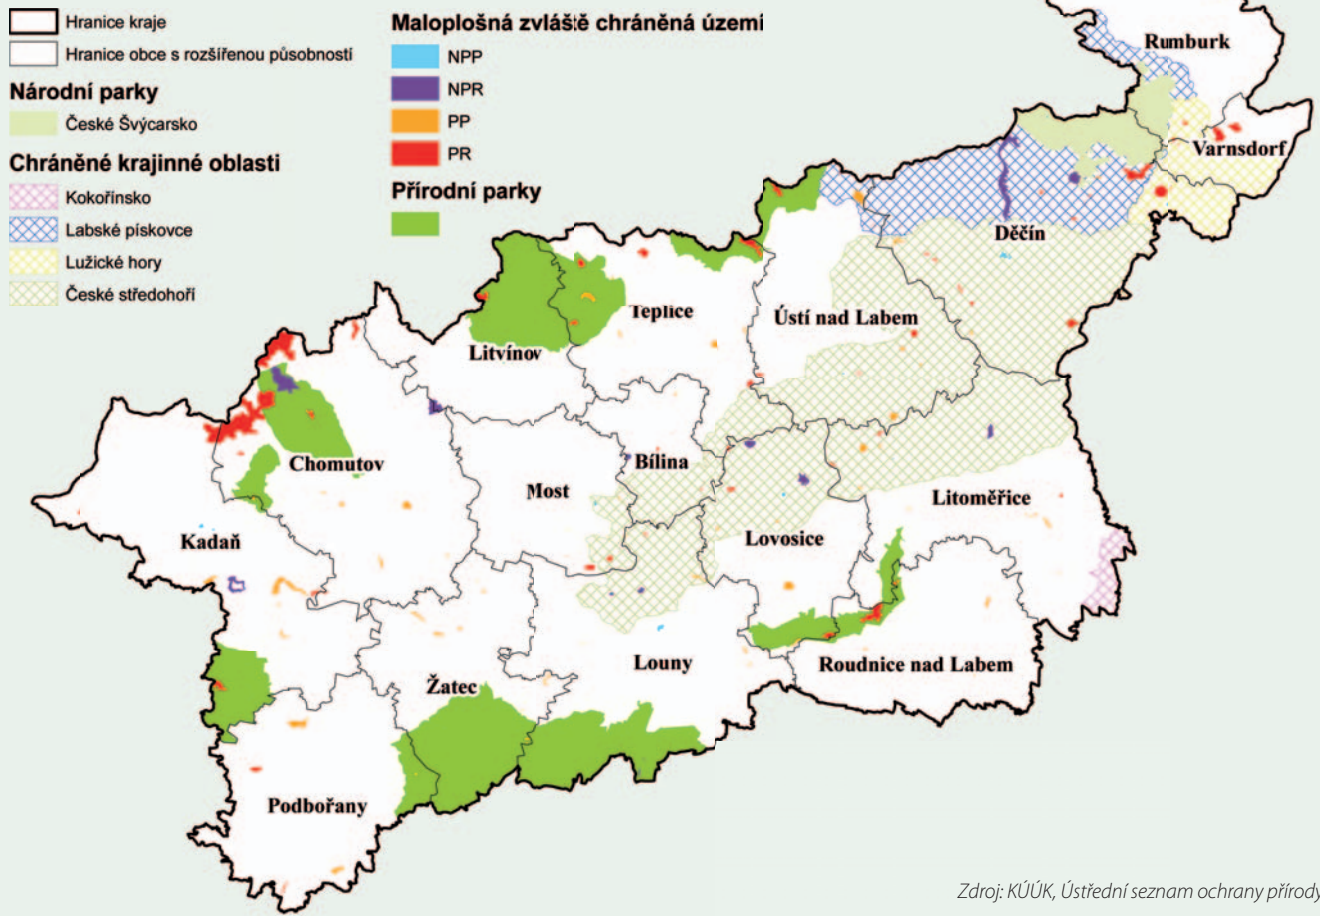 Hranice kraje
Hranice obce s rozšířenou působností
Národní parky
České Švýcarsko
Chráněné krajinné oblasti
Kokořínsko
Labské pískovce
Lužické hory
České středohoří
Maloplošná zvláště chráněná území
NPP
NPR
PP
PR
Přírodní parky
Rumburk
Varnsdorf
Děčín
Ústí nad Labem
Teplice
Litvínov
Chomutov
Bílina
Most
Litoměřice
Lovosice
Kadaň
Louny
Roudnice nad Labem
Žatec
Podbořany
Zdroj: KÚÚK, Ústřední seznam ochrany přírody